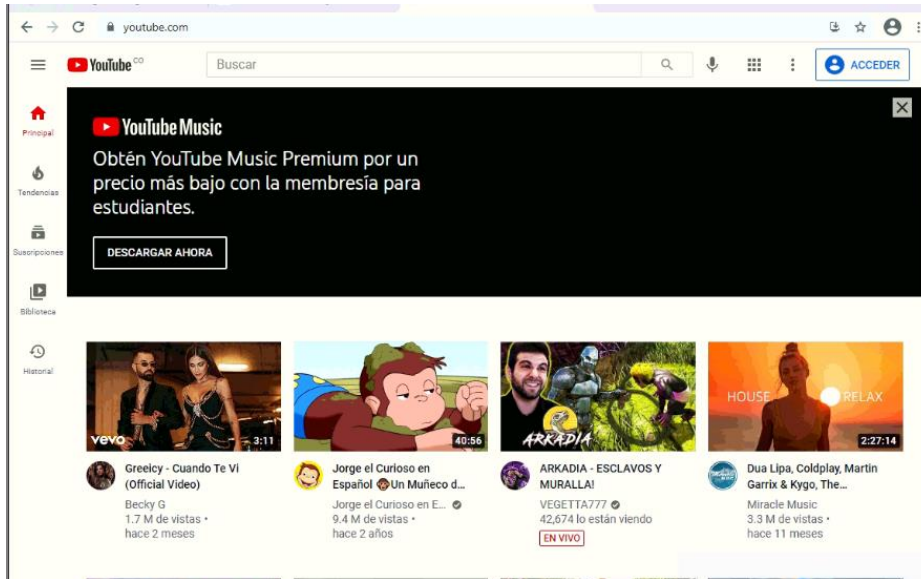 youtube.com
YouTube CO
Buscar
ACCEDER
Principal
Tendencias
Suscripciones
Biblioteca
Historial
YouTube Music
Obtén YouTube Music Premium por un
precio más bajo con la membresía para
estudiantes.
DESCARGAR AHORA
vevo
3:11
40:56
ARKADIA
HOUSE RELAX
2:27:14
Greeicy - Cuando Te Vi
(Official Video)
Becky G
1.7 M de vistas •
hace 2 meses
Jorge el Curioso en
Español 🐵Un Muñeco d...
Jorge el Curioso en E...
9.4 M de vistas •
hace 2 años
ARKADIA - ESCLAVOS Y
MURALLA!
VEGETTA777
42,674 lo están viendo
EN VIVO
Dua Lipa, Coldplay, Martin
Garrix & Kygo, The...
Miracle Music
3.3 M de vistas •
hace 11 meses